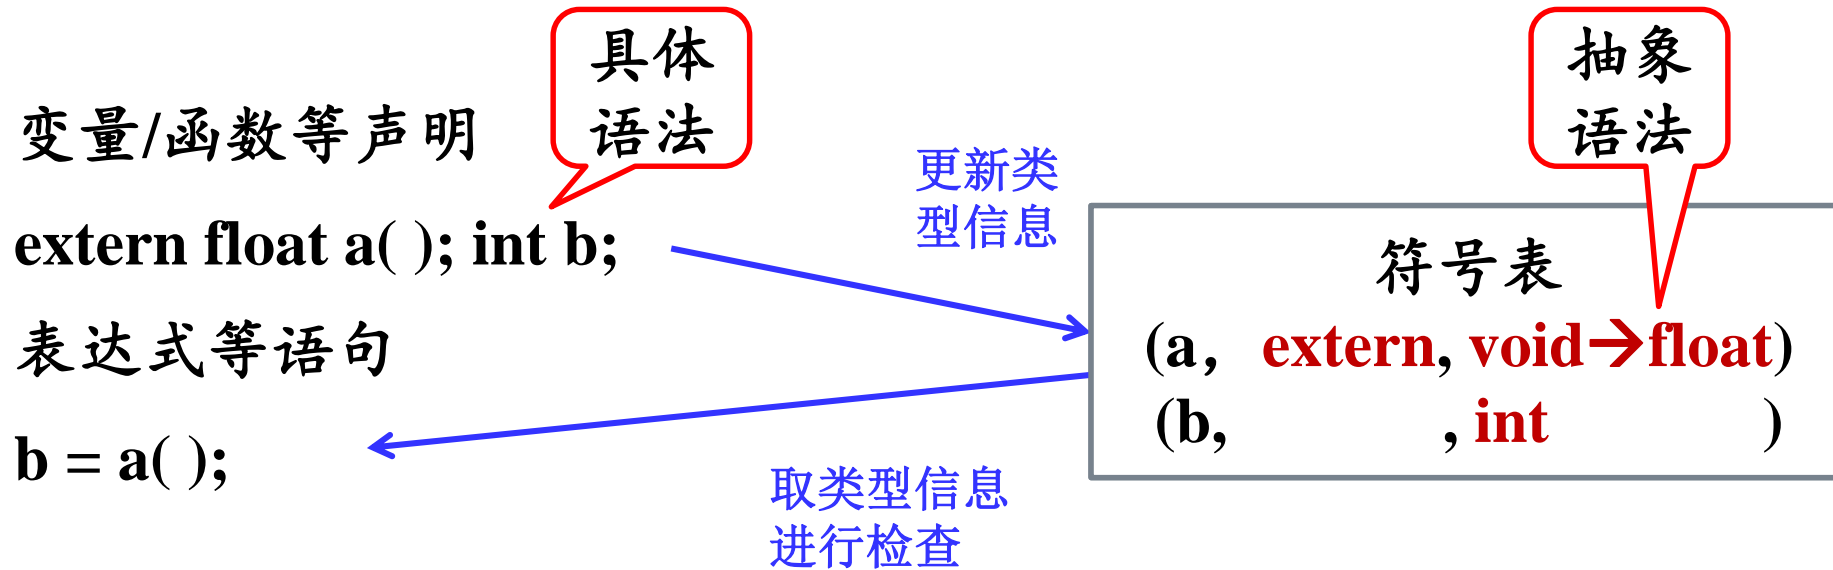 具体
语法
变量/函数等声明
extern float a( ); int b;
表达式等语句
b = a( );
更新类
型信息
取类型信息
进行检查
抽象
语法
符号表
(a, extern, void→float)
(b, , int )